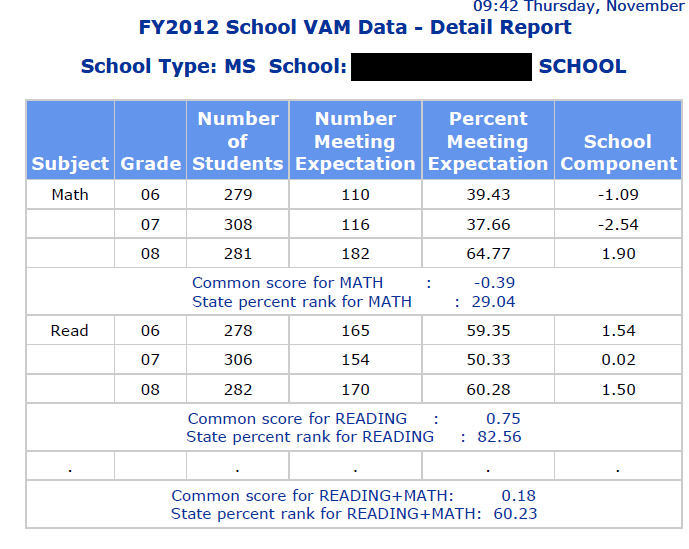 09:42 Thursday, November
FY2012 School VAM Data - Detail Report
School Type: MS School: SCHOOL
Subject Grade Number of Students Number Meeting Expectation Percent Meeting Expectation School Component
Math 06 279 110 39.43 -1.09
07 308 116 37.66 -2.54
08 281 182 64.77 1.90
Common score for MATH : -0.39
State percent rank for MATH : 29.04
Read 06 278 165 59.35 1.54
07 306 154 50.33 0.02
08 282 170 60.28 1.50
Common score for READING : 0.75
State percent rank for READING : 82.56
. . . . .
Common score for READING+MATH: 0.18
State percent rank for READING+MATH: 60.23